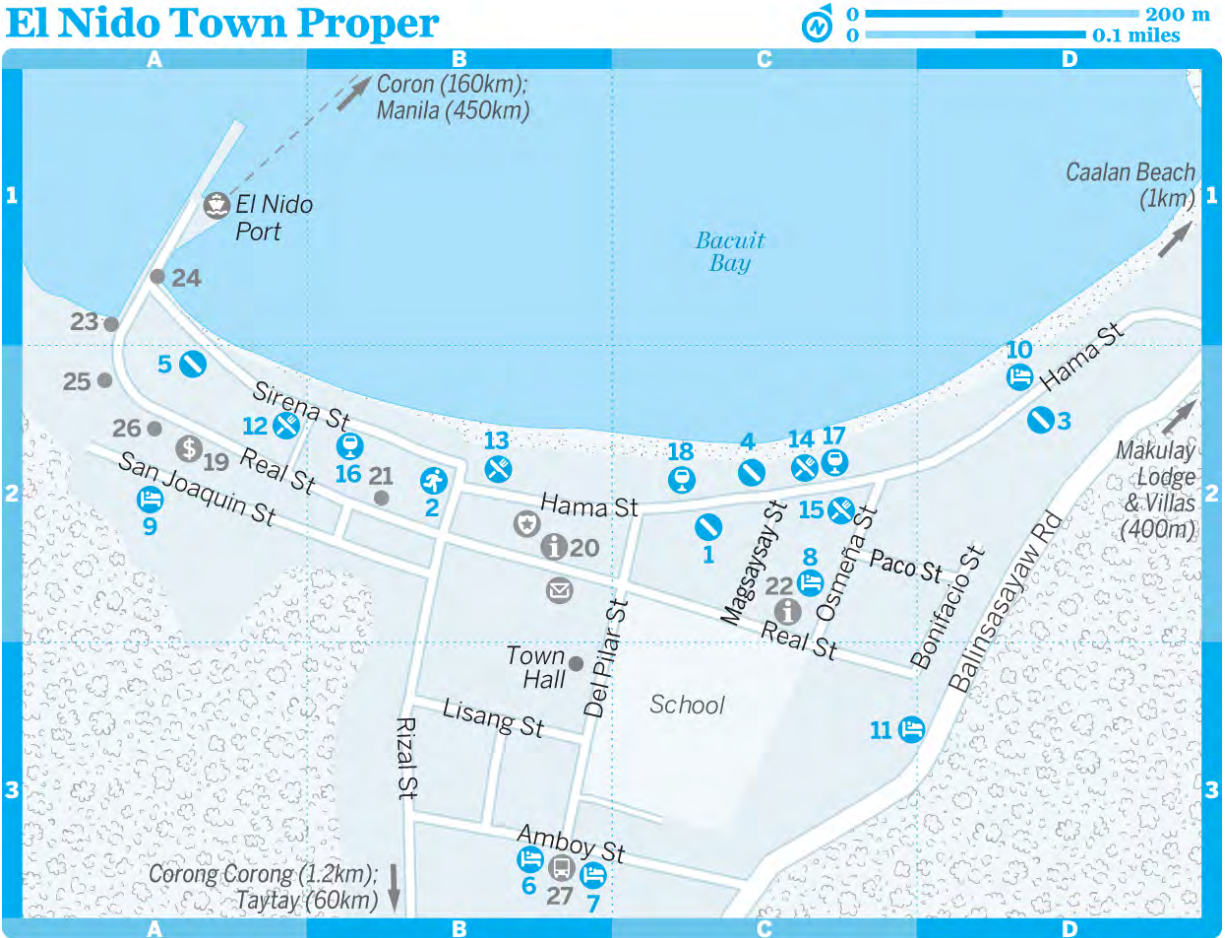 El Nido Town Proper
N
0 200 m
0 0.1 miles
A B C D
Coron (160km);
Manila (450km)
1
El Nido
Port
Caalan Beach
(1km)
1
Bacuit
Bay
24
23
5
25
10
Hama St
3
Sirena St
12
26
$
19
16
13
18
4
14
17
Makulay
Lodge
& Villas
(400m)
2
2
San Joaquin St
Real St
21
2
9
Hama St
i
20
1
15
Magsaysay St
8
22
i
Osmeña St
Paco St
Bonifacio St
Balinsasayaw Rd
Real St
Town
Hall
Del Pilar St
School
Lisang St
Rizal St
11
3
3
Amboy St
6
27
7
Corong Corong (1.2km);
Taytay (60km)
A B C D